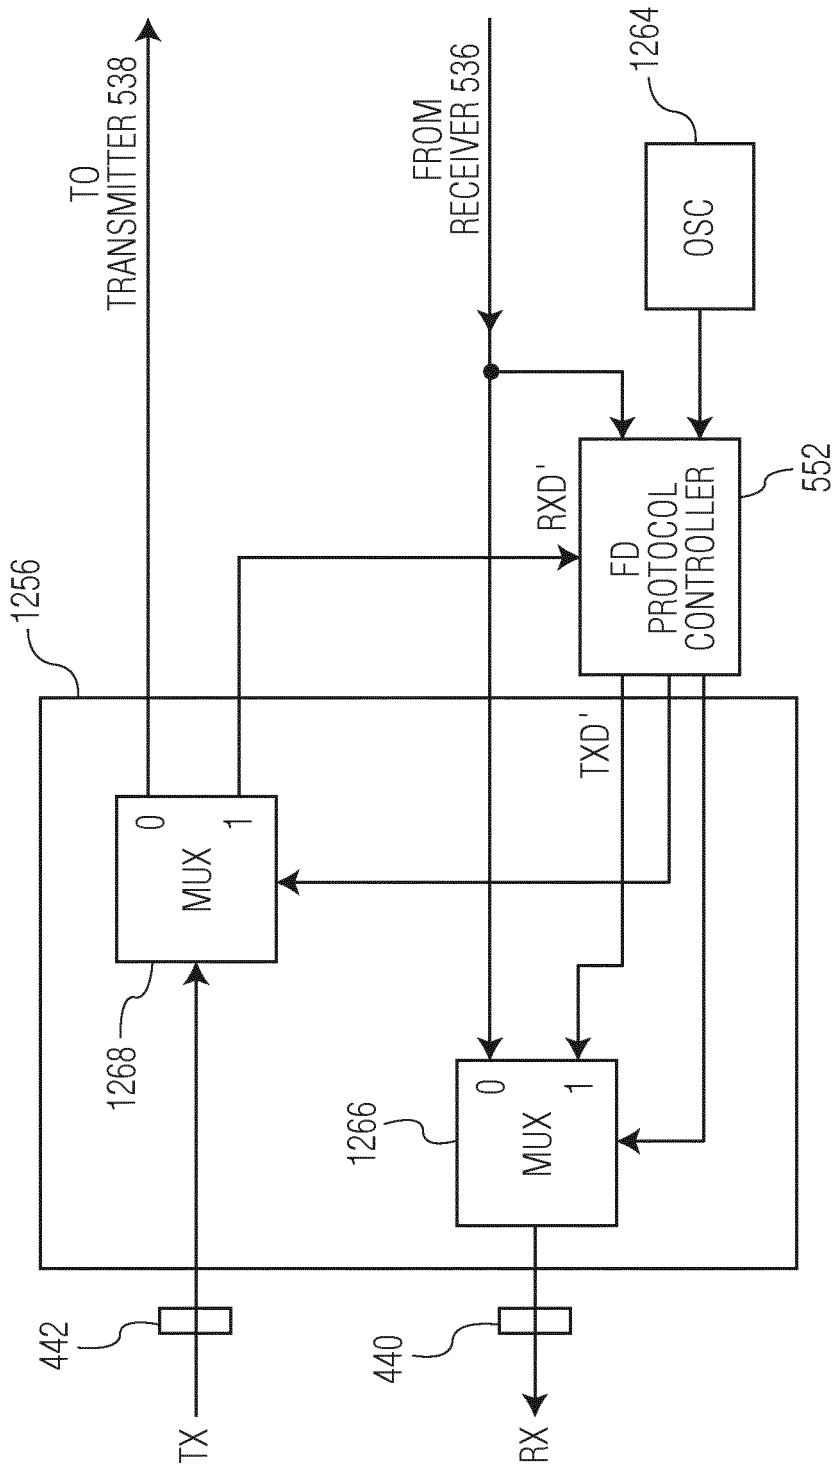 TO
TRANSMITTER 538
FROM
RECEIVER 536
1264
OSC
1256
RXD'
552
FD
PROTOCOL
CONTROLLER
TXD'
0
MUX
1
1268
0
MUX
1
1266
442
440
TX
RX